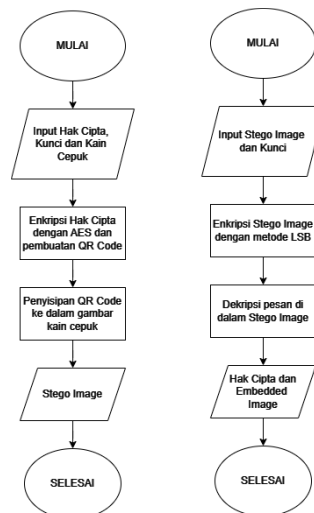 MULAI
Input Hak Cipta,
Kunci dan Kain
Cepuk
Enkripsi Hak Cipta
dengan AES dan
pembuatan QR Code
Penyisipan QR Code
ke dalam gambar
kain cepuk
Stego Image
SELESAI
MULAI
Input Stego Image
dan Kunci
Enkripsi Stego Image
dengan metode LSB
Dekripsi pesan di
dalam Stego Image
Hak Cipta dan
Embedded
Image
SELESAI